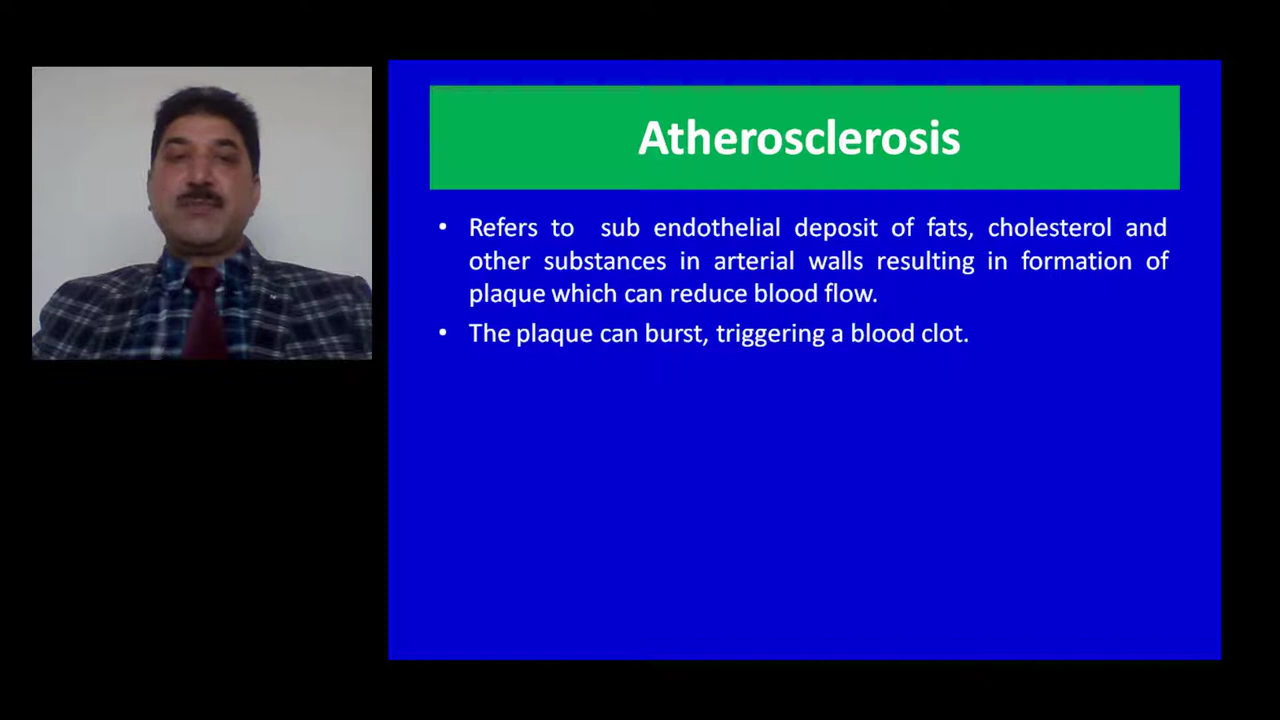 Atherosclerosis
• Refers to sub endothelial deposit of fats, cholesterol and
other substances in arterial walls resulting in formation of
plaque which can reduce blood flow.
• The plaque can burst, triggering a blood clot.